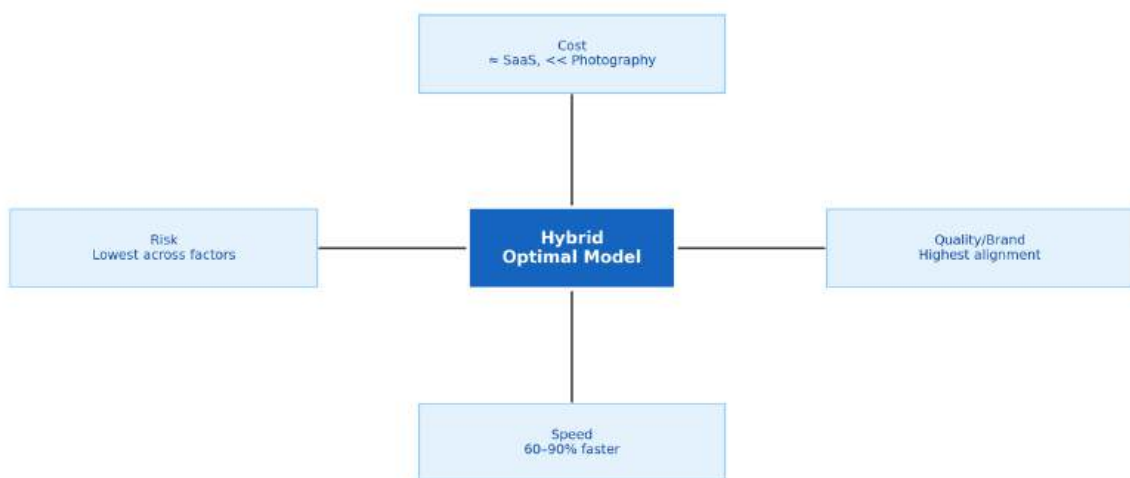 Cost
≈ SaaS, << Photography
Risk
Lowest across factors
Hybrid
Optimal Model
Quality/Brand
Highest alignment
Speed
60–90% faster